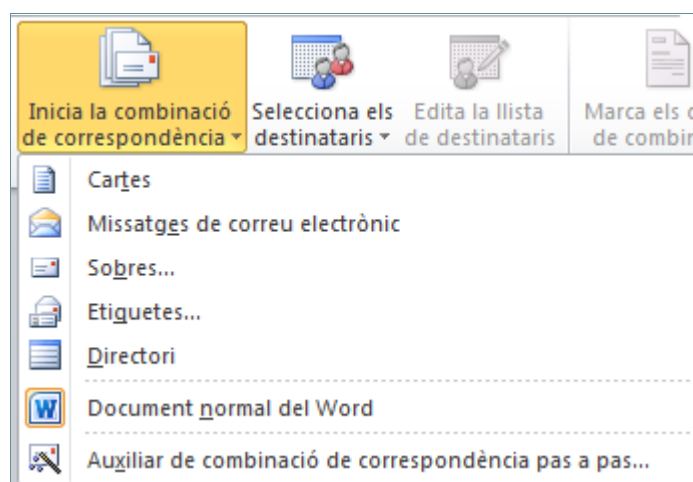 Inicia la combinació
de correspondència
Selecciona els
destinataris
Edita la llista
de destinataris
Marca els
de
Cartes
Missatges de correu electrònic
Sobres...
Etiquetes...
Directori
Document normal del Word
Auxiliar de combinació de correspondència pas a pas...